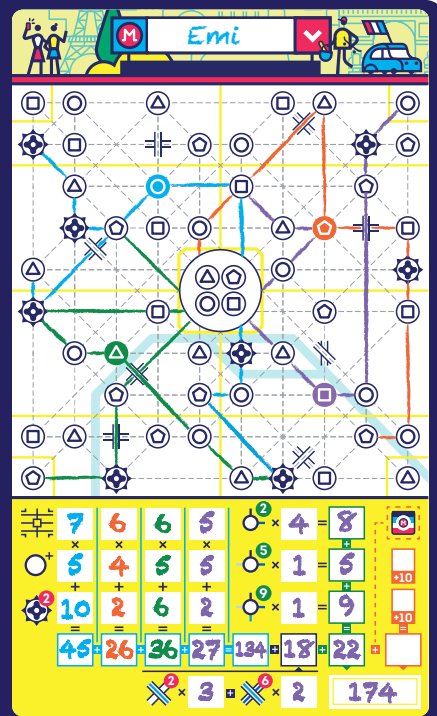 M Emi
7 6 6 5 2 × 4 = 8 M
× × × × +
+ 5 4 5 5 5 × 1 = 5 +10
+ + + + +
2 10 2 6 2 9 × 1 = 9 +10
= = = = = =
45 + 26 + 36 + 27 = 134 + 18 + 22 +
2 × 3 + 6 × 2 174